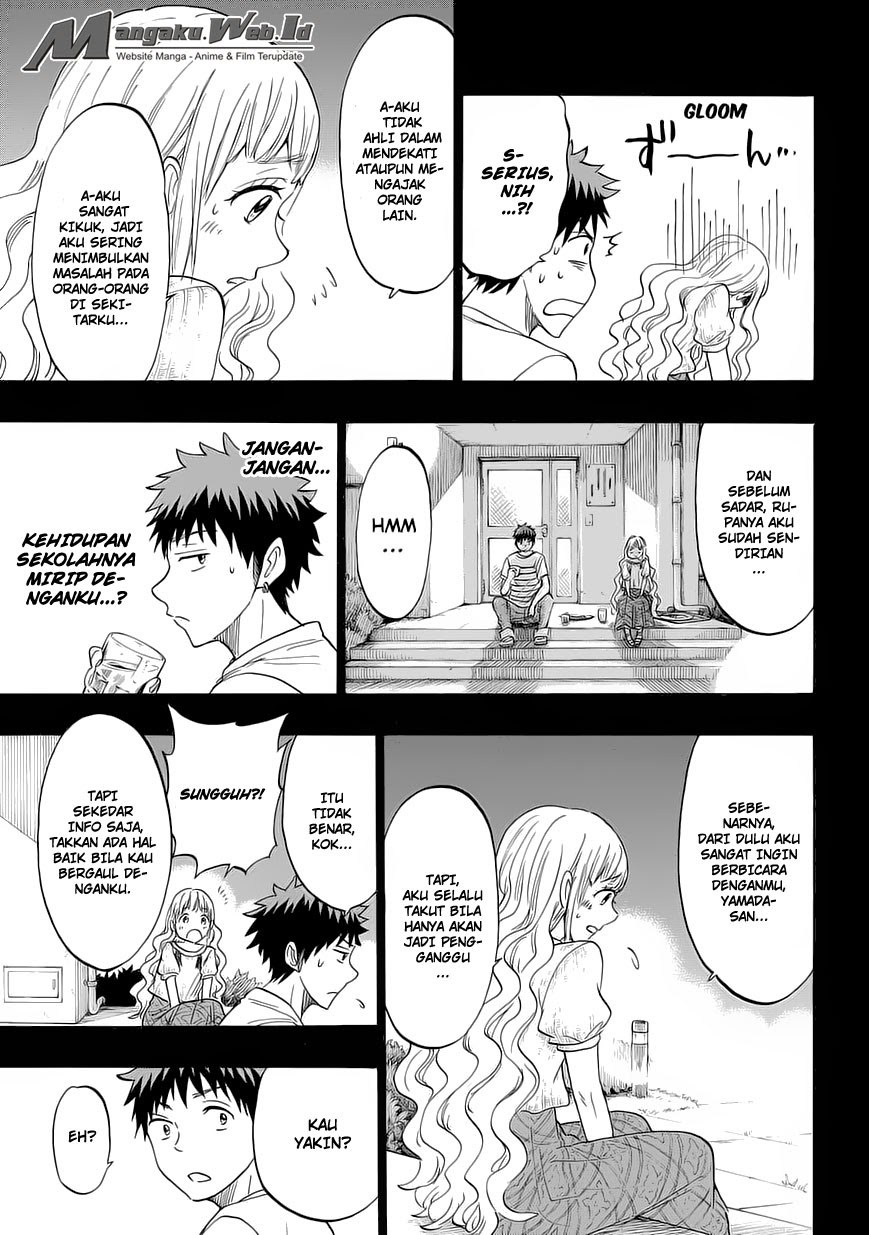 Mangaku.Web.Id
Website Manga - Anime & Film Terupdate
GLOOM
ずーん...
S-
SERIUS,
NIH
...?!
A-AKU
TIDAK
AHLI DALAM
MENDEKATI
ATAUPUN ME-
NGAJAK
ORANG
LAIN.
A-AKU
SANGAT
KIKUK, JADI
AKU SERING
MENIMBULKAN
MASALAH PADA
ORANG-ORANG
DI SEKI-
TARKU...
DAN
SEBELUM
SADAR, RU-
PANYA AKU
SUDAH SEN-
DIRIAN
...
HMM
...
JANGAN-
JANGAN...
KEHIDUPAN
SEKOLAHNYA
MIRIP DE-
NGANKU...?
SEBE-
NARNYA,
DARI DULU AKU
SANGAT INGIN
BERBICARA
DENGANMU,
YAMADA-
SAN...
TAPI,
AKU SELALU
TAKUT BILA
HANYA AKAN
JADI PENG-
GANGGU
...
ITU
TIDAK
BENAR,
KOK...
SUNGGUH?!
TAPI
SEKEDAR
INFO SAJA,
TAKKAN ADA HAL
BAIK BILA KAU
BERGAUL DE-
NGANKU.
KAU
YAKIN?
EH?